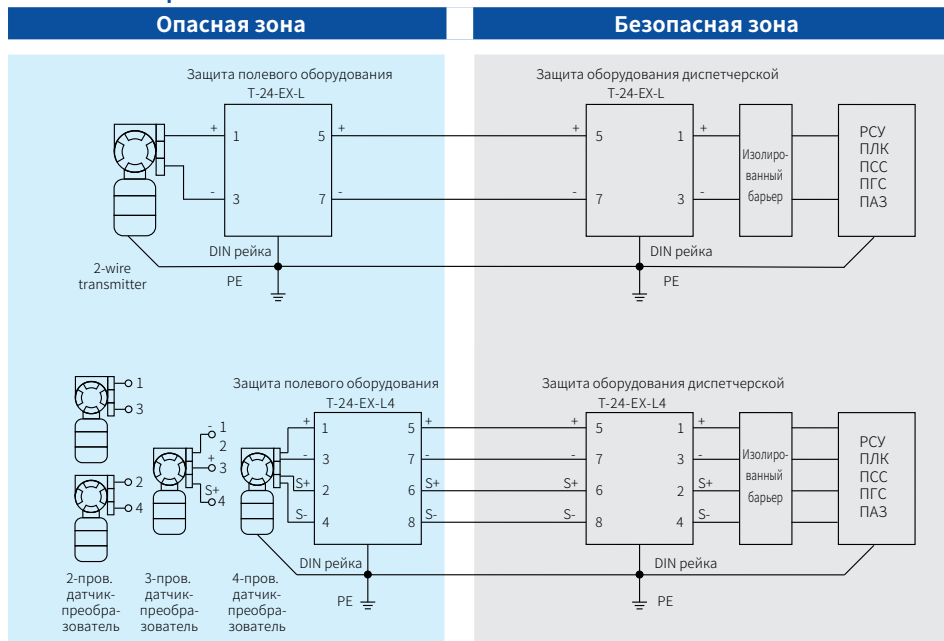 Опасная зона
Безопасная зона
Защита полевого оборудования
T-24-EX-L
Защита оборудования диспетчерской
T-24-EX-L
+ 1 5 +
- 3 7 -
+ 5 1 +
- 7 3 -
Изолиро-
ванный
барьер
РСУ
ПЛК
ПСС
ПГС
ПАЗ
DIN рейка
PE
DIN рейка
PE
2-wire
transmitter
Защита полевого оборудования
T-24-EX-L4
Защита оборудования диспетчерской
T-24-EX-L4
1
3
2
4
- 1
2
+ 3
S+ 4
+ 1 5 +
- 3 7 -
S+ 2 6 S+
S- 4 8 S-
+ 5 1 +
- 7 3 -
S+ 6 2 S+
S- 8 4 S-
Изолиро-
ванный
барьер
РСУ
ПЛК
ПСС
ПГС
ПАЗ
DIN рейка
PE
DIN рейка
PE
2-пров.
датчик-
преобра-
зователь
3-пров.
датчик-
преобра-
зователь
4-пров.
датчик-
преобра-
зователь